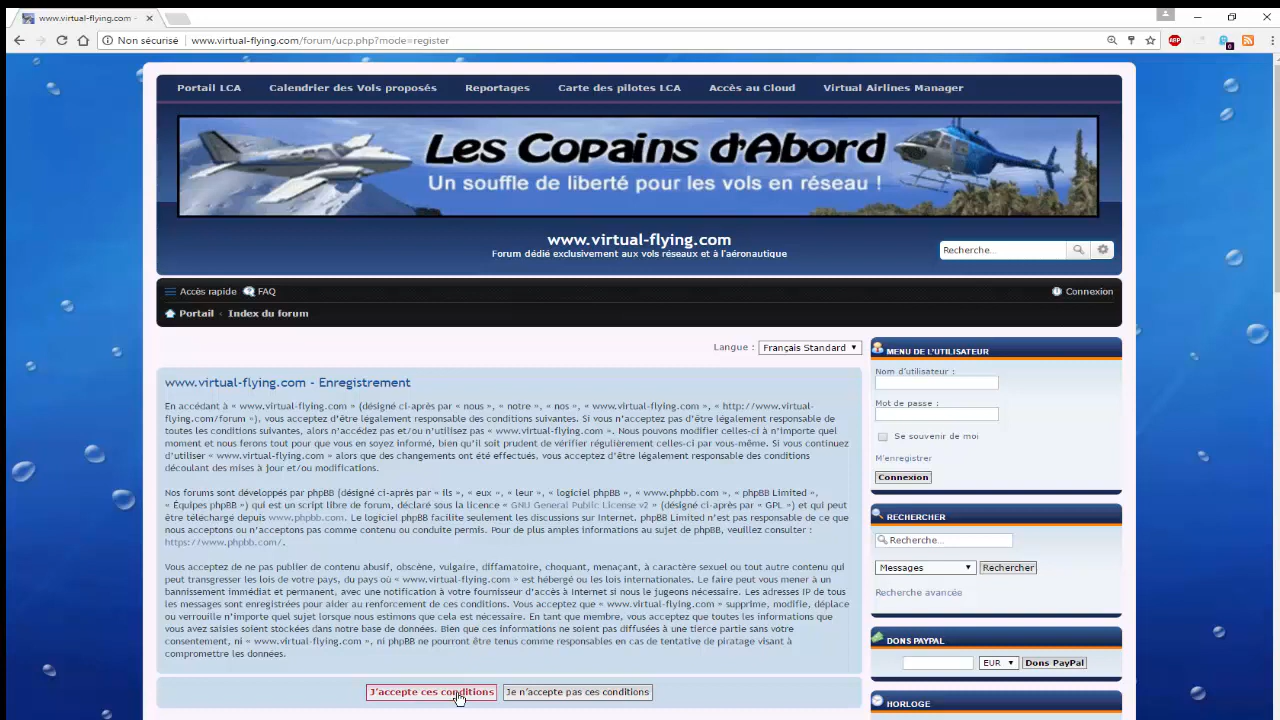 www.virtual-flying.com -
Non sécurisé
www.virtual-flying.com/forum/ucp.php?mode=register
ABP
0
Portail LCA
Calendrier des Vols proposés
Reportages
Carte des pilotes LCA
Accès au Cloud
Virtual Airlines Manager
Les Copains d'Abord
Un souffle de liberté pour les vols en réseau !
www.virtual-flying.com
Forum dédié exclusivement aux vols réseaux et à l'aéronautique
Recherche...
Accès rapide
FAQ
Connexion
Portail ‹ Index du forum
Langue : Français Standard
www.virtual-flying.com - Enregistrement
En accédant à « www.virtual-flying.com » (désigné ci-après par « nous », « notre », « nos », « www.virtual-flying.com », « http://www.virtual-
flying.com/forum »), vous acceptez d'être légalement responsable des conditions suivantes. Si vous n'acceptez pas d'être légalement responsable de
toutes les conditions suivantes, alors n'accédez pas et/ou n'utilisez pas « www.virtual-flying.com ». Nous pouvons modifier celles-ci à n'importe quel
moment et nous ferons tout pour que vous en soyez informé, bien qu'il soit prudent de vérifier régulièrement celles-ci par vous-même. Si vous continuez
d'utiliser « www.virtual-flying.com » alors que des changements ont été effectués, vous acceptez d'être légalement responsable des conditions
découlant des mises à jour et/ou modifications.
Nos forums sont développés par phpBB (désigné ci-après par « ils », « eux », « leur », « logiciel phpBB », « www.phpbb.com », « phpBB Limited »,
« Équipes phpBB ») qui est un script libre de forum, déclaré sous la licence « GNU General Public License v2 » (désigné ci-après par « GPL ») et qui peut
être téléchargé depuis www.phpbb.com. Le logiciel phpBB facilite seulement les discussions sur Internet. phpBB Limited n'est pas responsable de ce que
nous acceptons ou n'acceptons pas comme contenu ou conduite permis. Pour de plus amples informations au sujet de phpBB, veuillez consulter :
https://www.phpbb.com/.
Vous acceptez de ne pas publier de contenu abusif, obscène, vulgaire, diffamatoire, choquant, menaçant, à caractère sexuel ou tout autre contenu qui
peut transgresser les lois de votre pays, du pays où « www.virtual-flying.com » est hébergé ou les lois internationales. Le faire peut vous mener à un
bannissement immédiat et permanent, avec une notification à votre fournisseur d'accès à Internet si nous le jugeons nécessaire. Les adresses IP de tous
les messages sont enregistrées pour aider au renforcement de ces conditions. Vous acceptez que « www.virtual-flying.com » supprime, modifie, déplace
ou verrouille n'importe quel sujet lorsque nous estimons que cela est nécessaire. En tant que membre, vous acceptez que toutes les informations que
vous avez saisies soient stockées dans notre base de données. Bien que ces informations ne soient pas diffusées à une tierce partie sans votre
consentement, ni « www.virtual-flying.com », ni phpBB ne pourront être tenus comme responsables en cas de tentative de piratage visant à
compromettre les données.
J'accepte ces conditions
Je n'accepte pas ces conditions
MENU DE L'UTILISATEUR
Nom d'utilisateur :
Mot de passe :
Se souvenir de moi
M'enregistrer
Connexion
RECHERCHER
Recherche...
Messages
Rechercher
Recherche avancée
DONS PAYPAL
EUR
Dons PayPal
HORLOGE